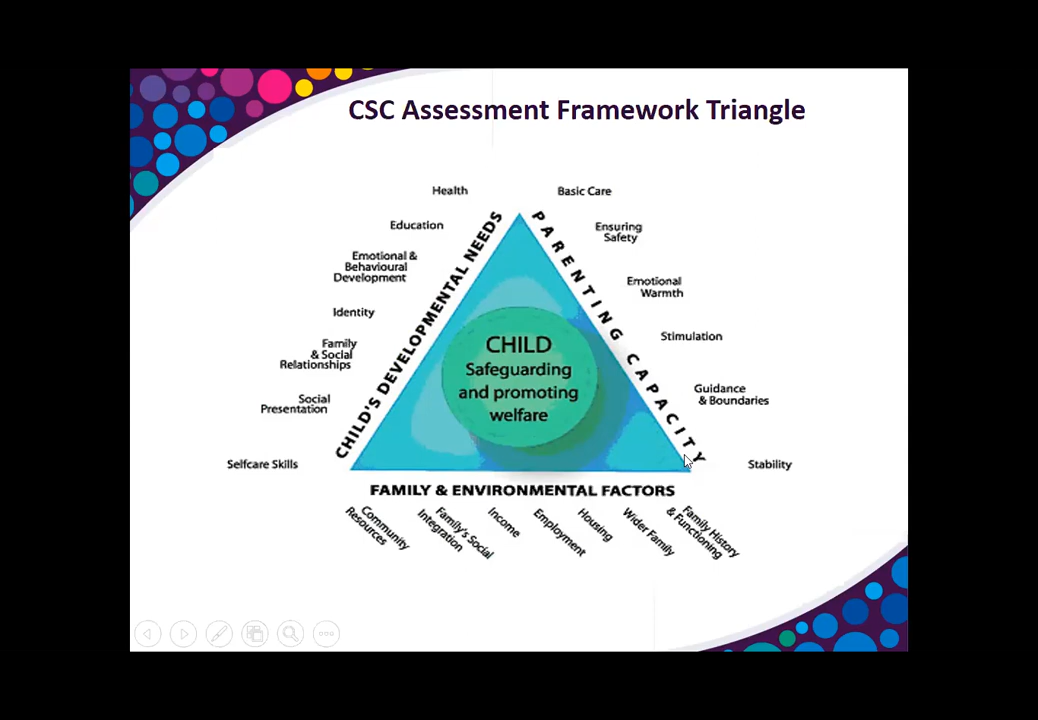 CSC Assessment Framework Triangle
Health
Education
Emotional &
Behavioural
Development
Identity
Family
& Social
Relationships
Social
Presentation
Selfcare Skills
CHILD'S DEVELOPMENTAL NEEDS
Basic Care
Ensuring
Safety
Emotional
Warmth
Stimulation
Guidance
& Boundaries
Stability
PARENTING CAPACITY
CHILD
Safeguarding
and promoting
welfare
FAMILY & ENVIRONMENTAL FACTORS
Community
Resources
Family's Social
Integration
Income
Employment
Housing
Wider Family
Family History
& Functioning